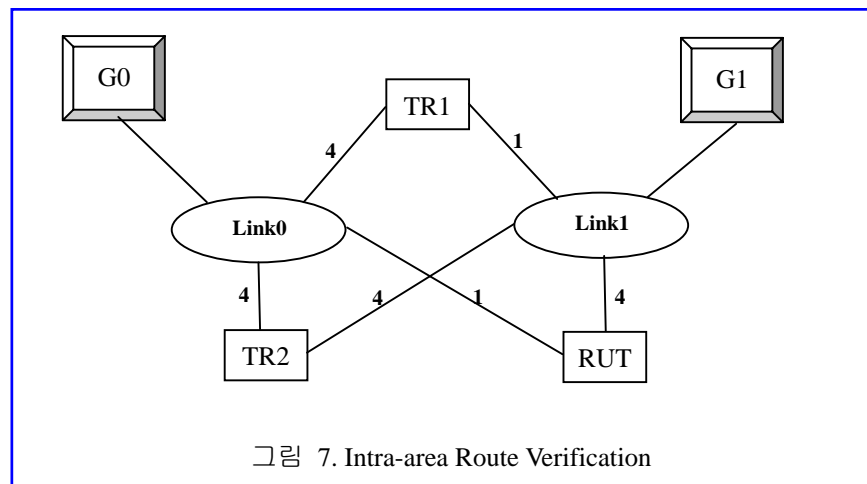 G0
G1
TR1
4
1
Link0
Link1
4
4
1
4
TR2
RUT
그림 7. Intra-area Route Verification